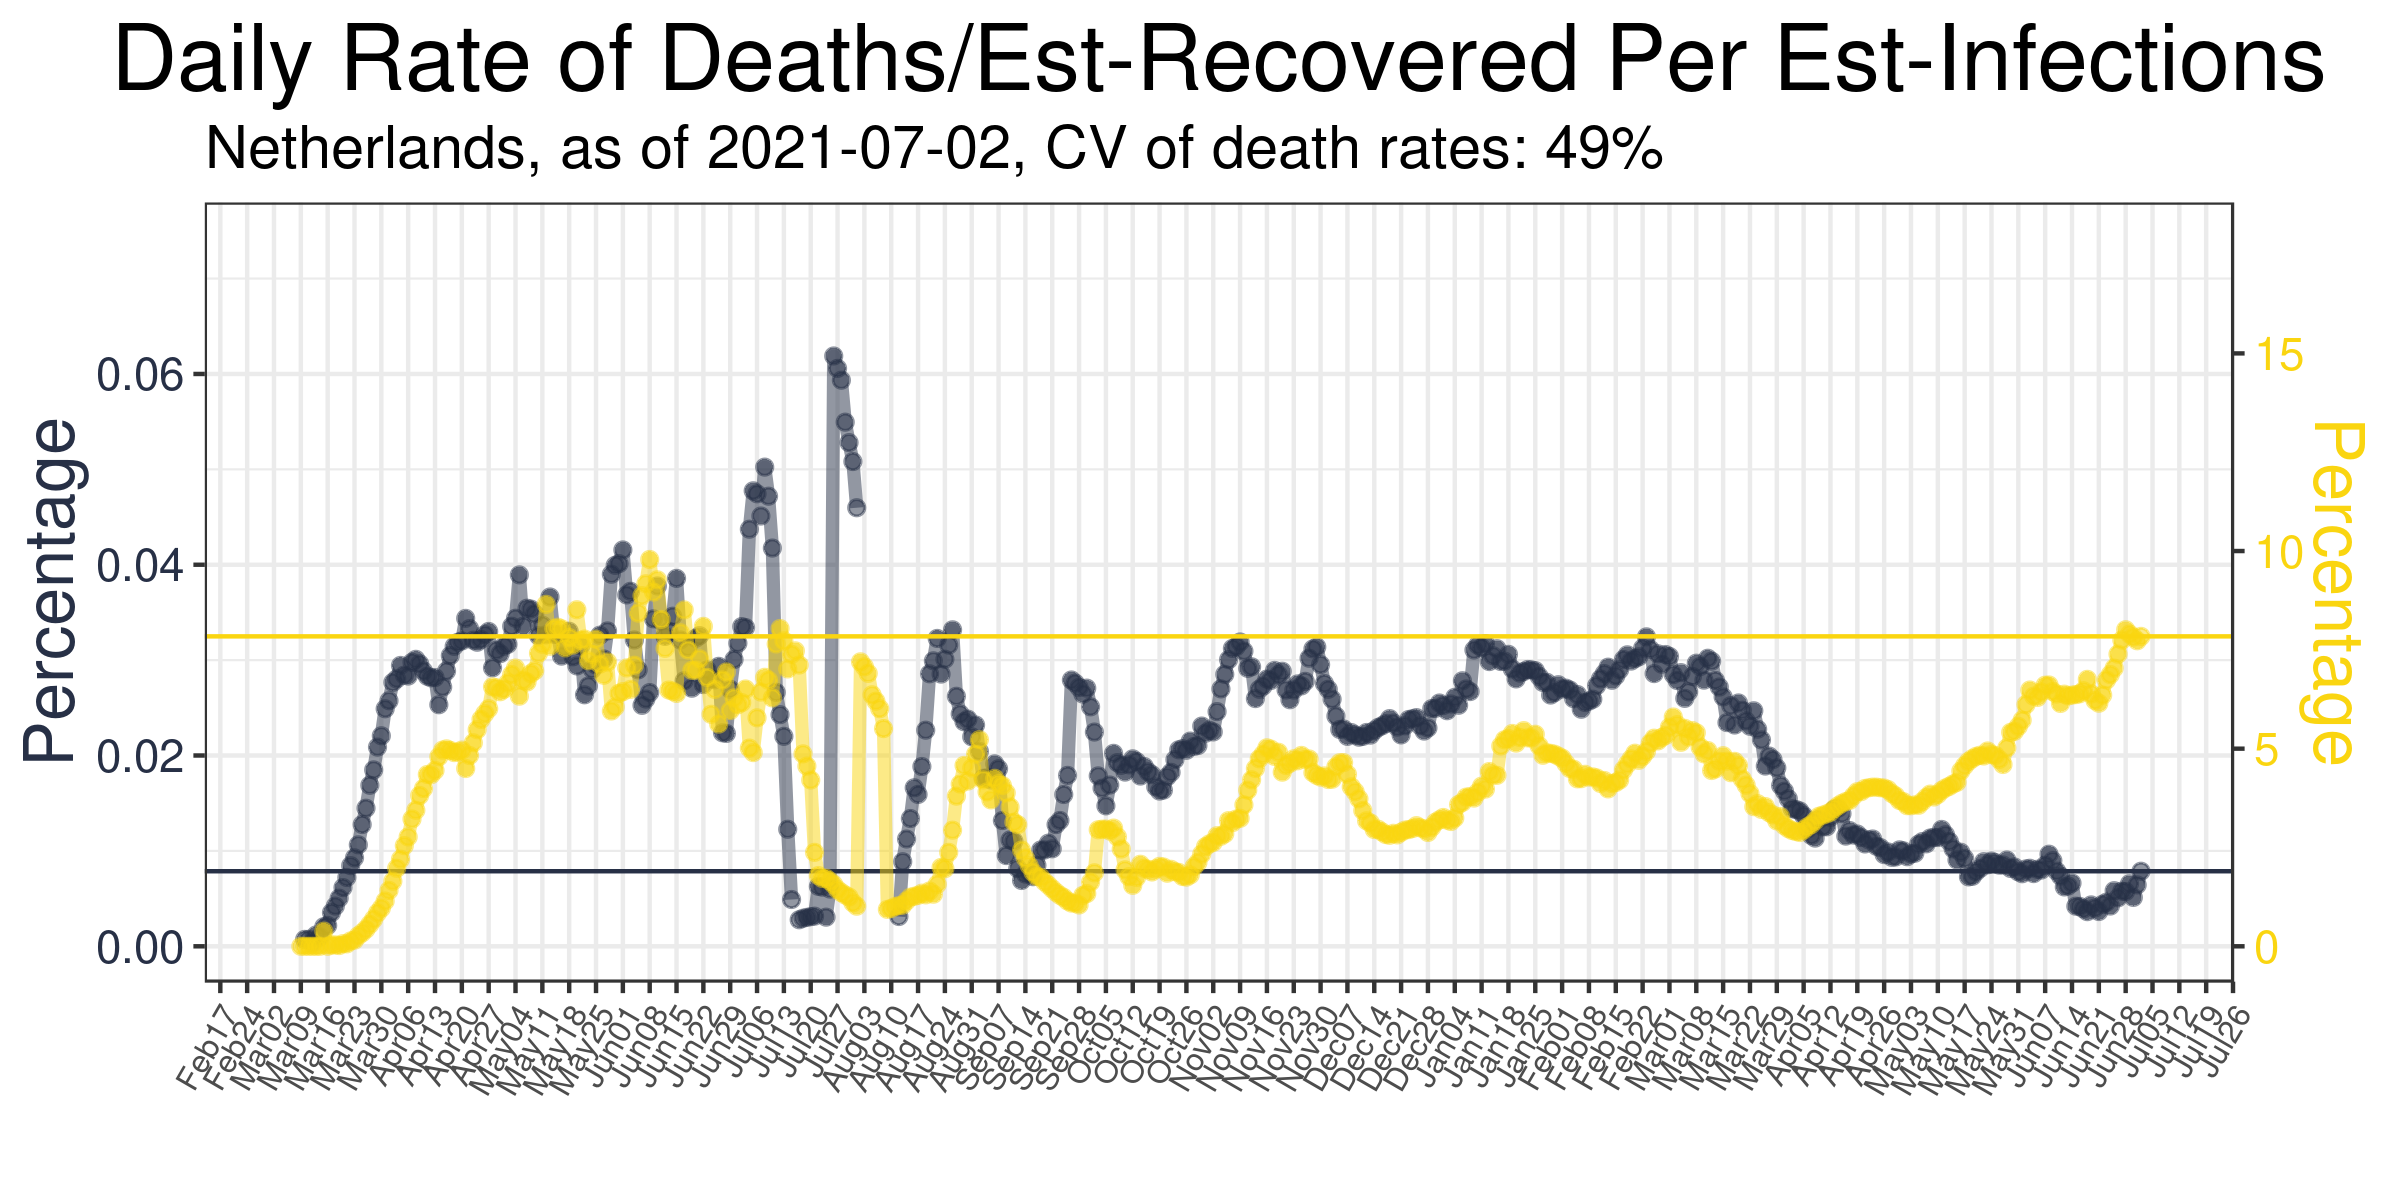 Daily Rate of Deaths/Est-Recovered Per Est-Infections
Netherlands, as of 2021-07-02, CV of death rates: 49%
Percentage
0.06
0.04
0.02
0.00
15
10
5
0
Percentage
Feb17
Feb24
Mar02
Mar09
Mar16
Mar23
Mar30
Apr06
Apr13
Apr20
Apr27
May04
May11
May18
May25
Jun01
Jun08
Jun15
Jun22
Jun29
Jul06
Jul13
Jul20
Jul27
Aug03
Aug10
Aug17
Aug24
Aug31
Sep07
Sep14
Sep21
Sep28
Oct05
Oct12
Oct19
Oct26
Nov02
Nov09
Nov16
Nov23
Nov30
Dec07
Dec14
Dec21
Dec28
Jan04
Jan11
Jan18
Jan25
Feb01
Feb08
Feb15
Feb22
Mar01
Mar08
Mar15
Mar22
Mar29
Apr05
Apr12
Apr19
Apr26
May03
May10
May17
May24
May31
May07
Jun14
Jun21
Jun28
Jun05
Jul12
Jul19
Jul26